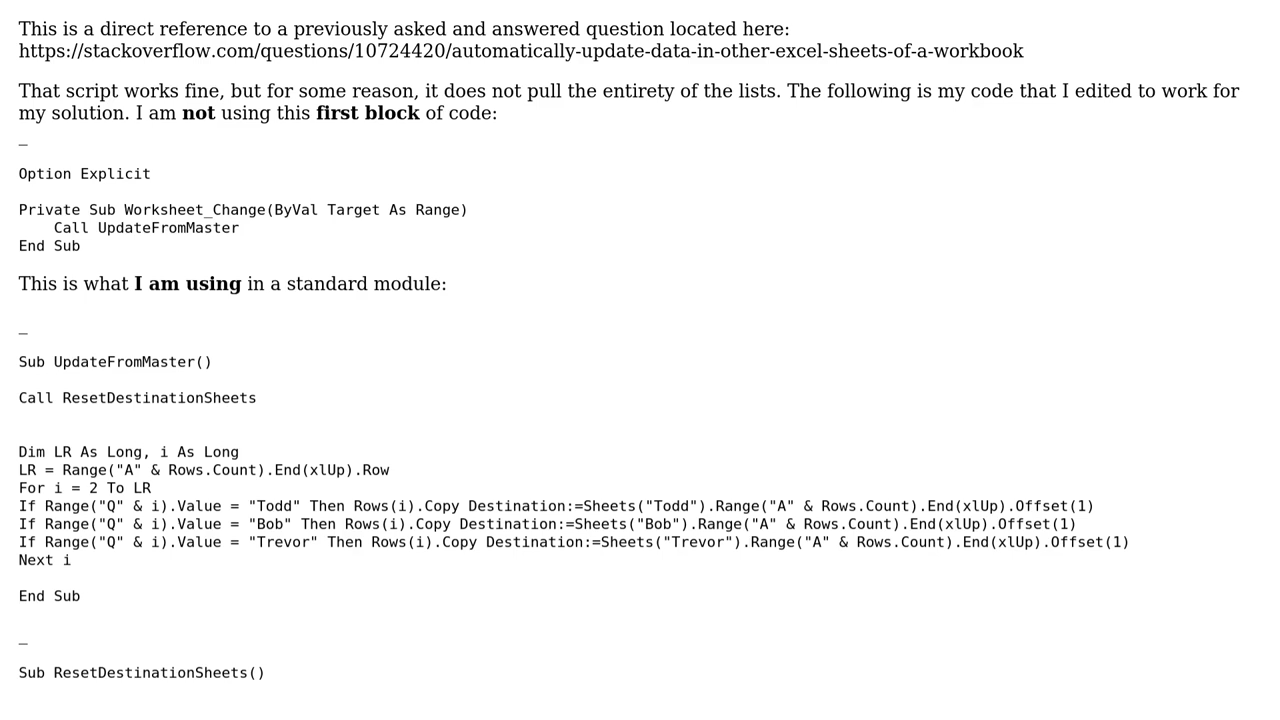 This is a direct reference to a previously asked and answered question located here:
https://stackoverflow.com/questions/10724420/automatically-update-data-in-other-excel-sheets-of-a-workbook
That script works fine, but for some reason, it does not pull the entirety of the lists. The following is my code that I edited to work for
my solution. I am not using this first block of code:
_
Option Explicit
Private Sub Worksheet_Change(ByVal Target As Range)
    Call UpdateFromMaster
End Sub
This is what I am using in a standard module:
_
Sub UpdateFromMaster()
Call ResetDestinationSheets
Dim LR As Long, i As Long
LR = Range("A" & Rows.Count).End(xlUp).Row
For i = 2 To LR
If Range("Q" & i).Value = "Todd" Then Rows(i).Copy Destination:=Sheets("Todd").Range("A" & Rows.Count).End(xlUp).Offset(1)
If Range("Q" & i).Value = "Bob" Then Rows(i).Copy Destination:=Sheets("Bob").Range("A" & Rows.Count).End(xlUp).Offset(1)
If Range("Q" & i).Value = "Trevor" Then Rows(i).Copy Destination:=Sheets("Trevor").Range("A" & Rows.Count).End(xlUp).Offset(1)
Next i
End Sub
_
Sub ResetDestinationSheets()